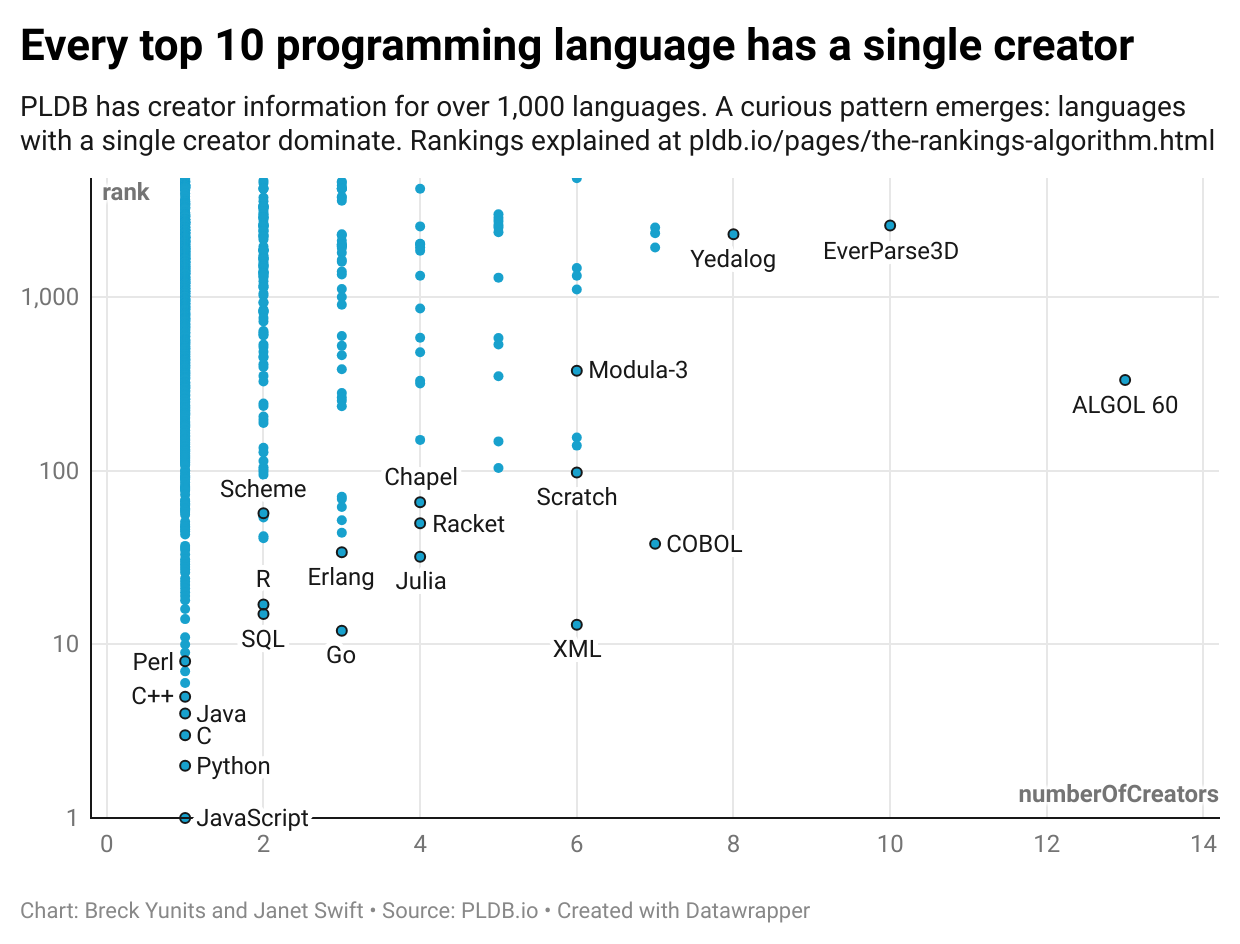 Every top 10 programming language has a single creator
PLDB has creator information for over 1,000 languages. A curious pattern emerges: languages
with a single creator dominate. Rankings explained at pldb.io/pages/the-rankings-algorithm.html
rank
Yedalog
EverParse3D
1,000
Modula-3
ALGOL 60
100
Chapel
Scheme
Scratch
Racket
COBOL
R
Erlang
Julia
10
SQL
Go
XML
Perl
C++
Java
C
Python
numberOfCreators
1
JavaScript
0 2 4 6 8 10 12 14
Chart: Breck Yunits and Janet Swift • Source: PLDB.io • Created with Datawrapper